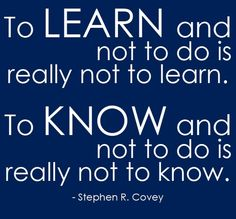 To LEARN and
not to do is
really not to learn.
To KNOW and
not to do is
really not to know.
- Stephen R. Covey